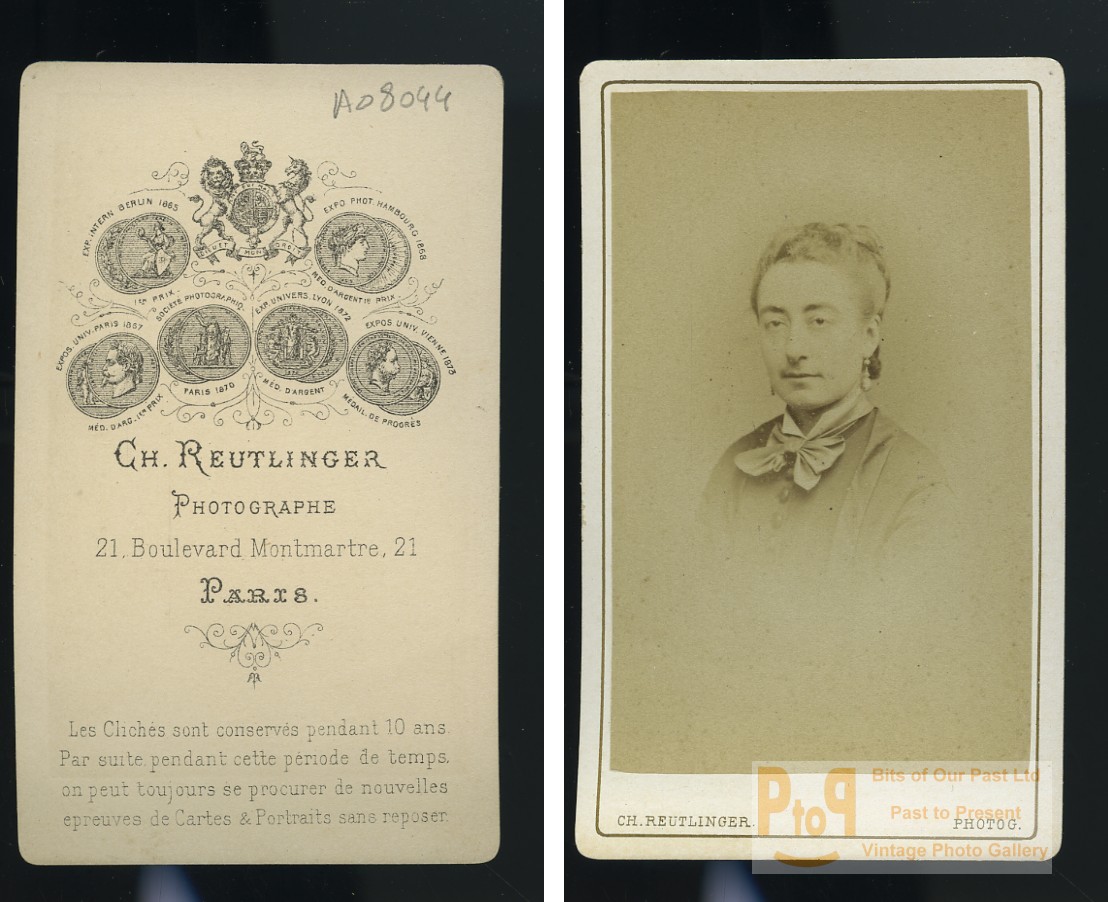 A08044
EXP. INTERN BERLIN 1865
1ER PRIX.
EXPO PHOT. HAMBOURG 1868
MED D'ARGENT 1E PRIX
EXPOS. UNIV. PARIS 1867
MÉD. D'ARG. 1ER PRIX
SOCIÉTÉ PHOTOGRAPHIQ.
PARIS 1870
EXP. UNIVERS. LYON 1872
MED. D'ARGENT
EXPOS UNIV. VIENNE 1873
MÉDAIL. DE PROGRÈS
CH. REUTLINGER
PHOTOGRAPHE
21, Boulevard Montmartre, 21
PARIS.
Les Clichés sont conservés pendant 10 ans.
Par suite, pendant cette période de temps,
on peut toujours se procurer de nouvelles
epreuves de Cartes & Portraits sans reposer.
CH. REUTLINGER.
PHOTOG.
PtoP
Bits of Our Past Ltd
Past to Present
Vintage Photo Gallery